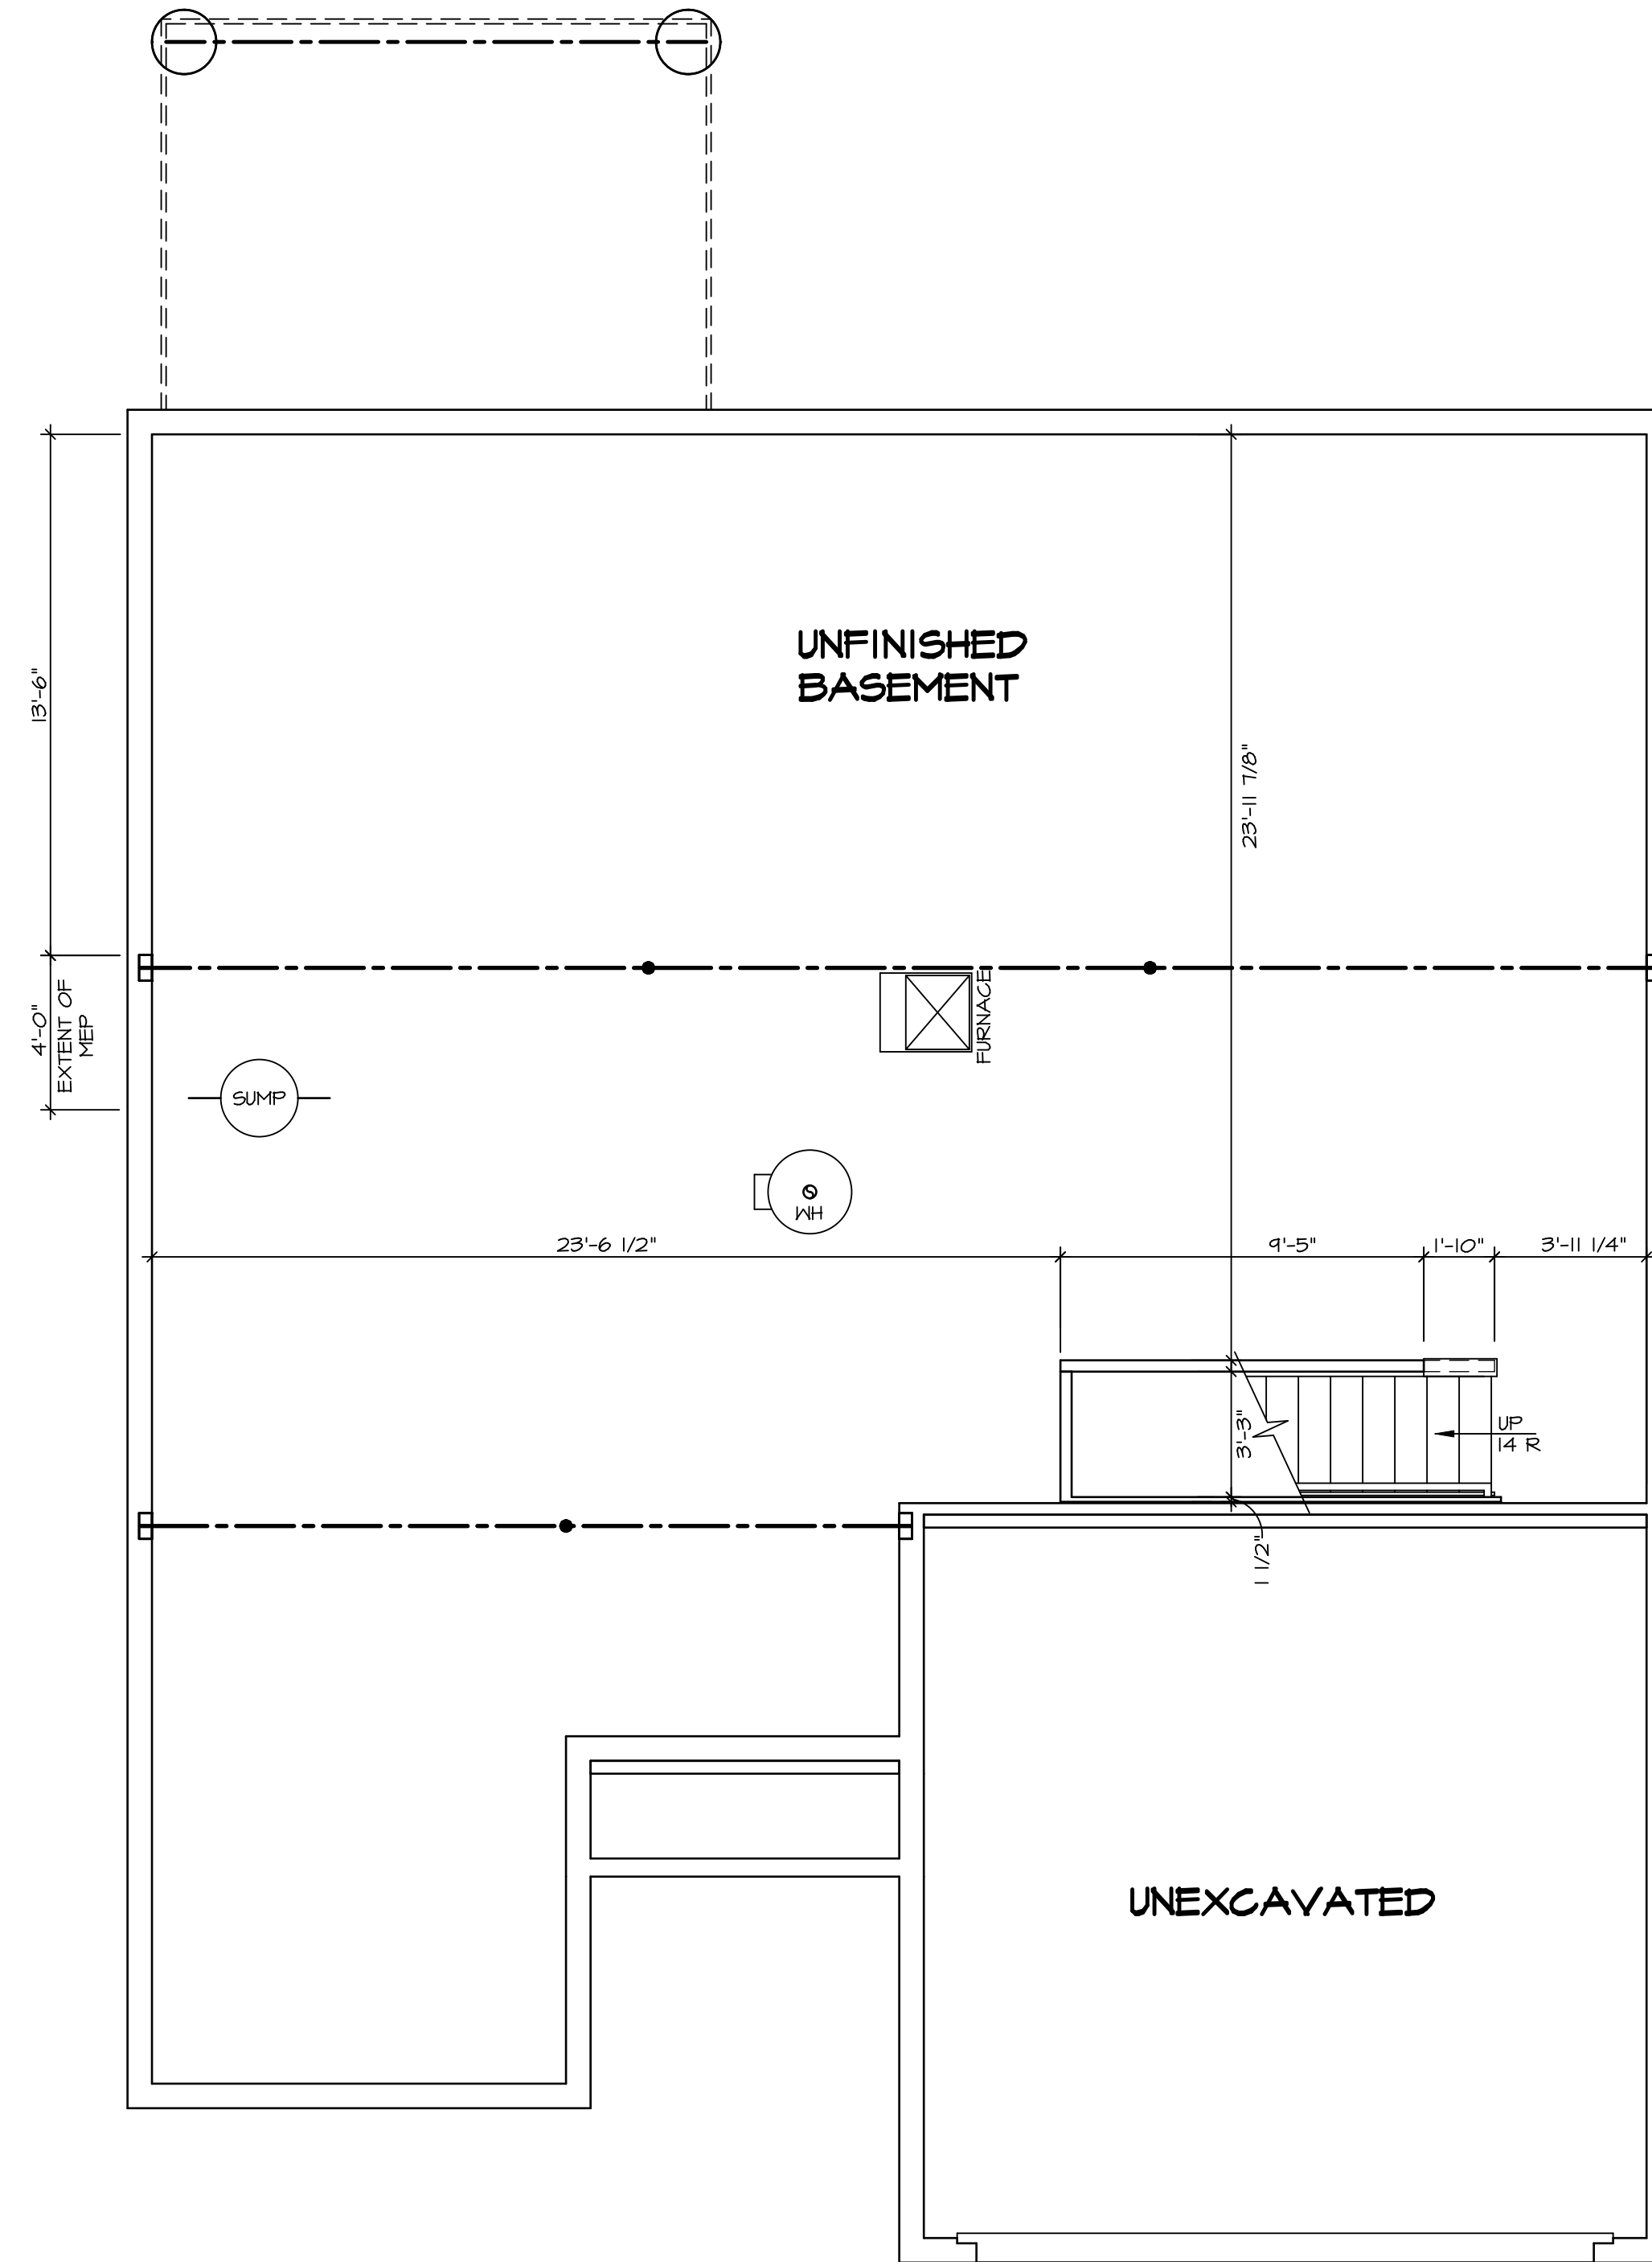 UNFINISHED
BASEMENT
13'-6"
23'-11 7/8"
4'-0"
EXTENT OF
MEP
FURNACE
SUMP
WH
23'-6 1/2"
9'-5"
1'-10"
3'-11 1/4"
3'-3"
UP
14 R
1 1/2"
UNEXCAVATED